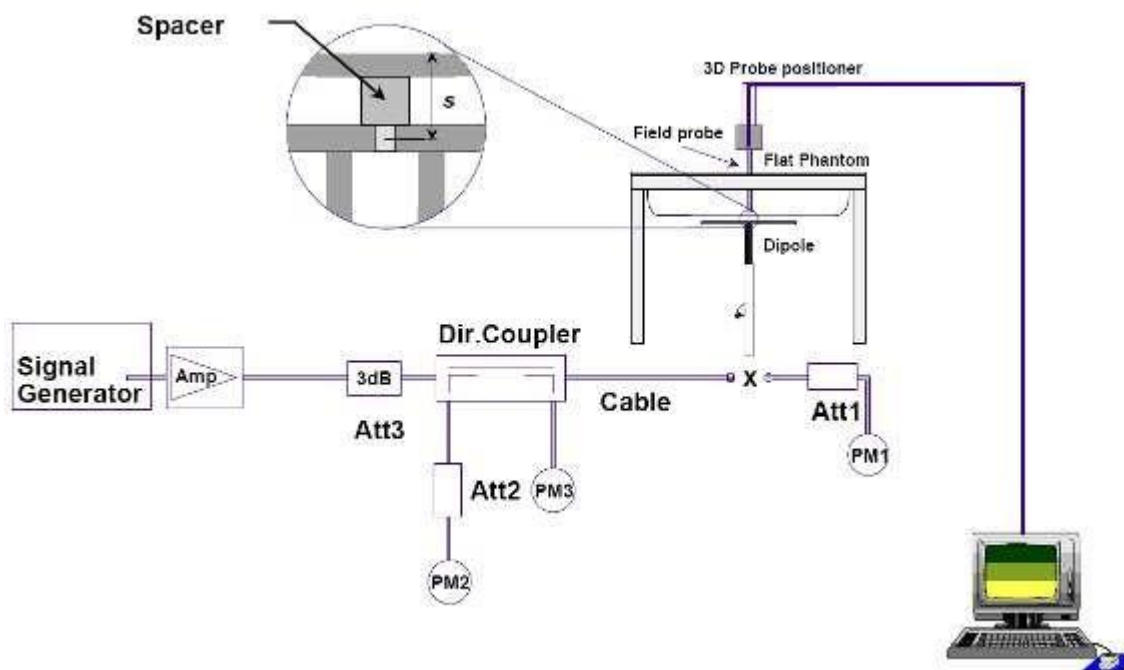 Spacer
s
3D Probe positioner
Field probe
Flat Phantom
Dipole
Dir.Coupler
Signal
Generator
Amp
3dB
Cable
X
Att1
Att3
PM1
Att2
PM3
PM2